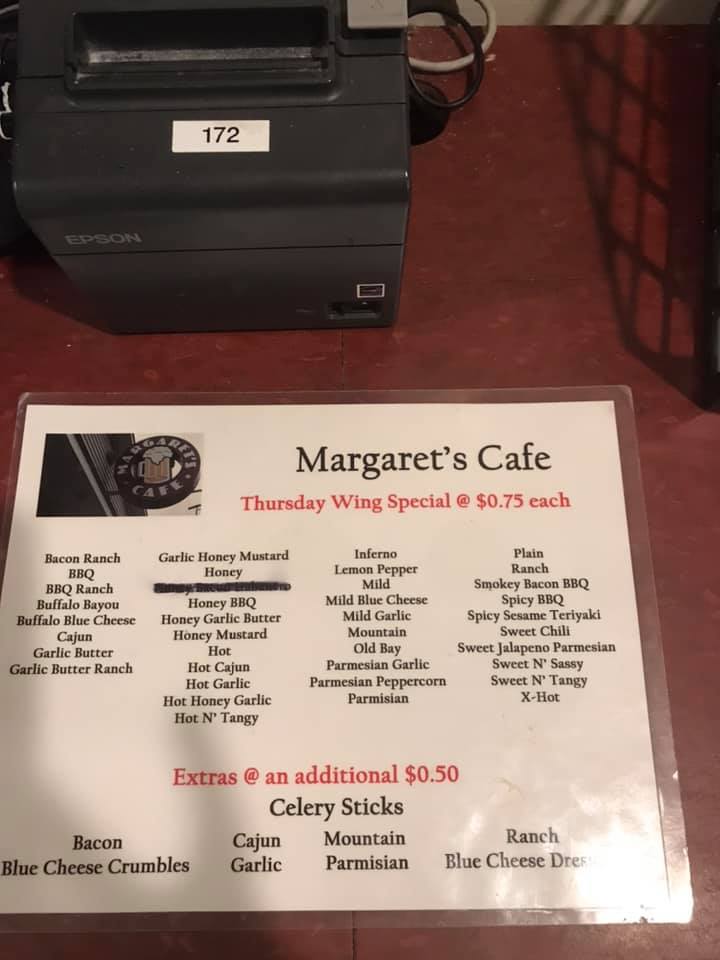 172
EPSON
MARGARET'S
CAFE
Margaret's Cafe
Thursday Wing Special @ $0.75 each
Bacon Ranch
BBQ
BBQ Ranch
Buffalo Bayou
Buffalo Blue Cheese
Cajun
Garlic Butter
Garlic Butter Ranch
Garlic Honey Mustard
Honey
Honey BBQ
Honey Garlic Butter
Honey Mustard
Hot
Hot Cajun
Hot Garlic
Hot Honey Garlic
Hot N' Tangy
Inferno
Lemon Pepper
Mild
Mild Blue Cheese
Mild Garlic
Mountain
Old Bay
Parmesian Garlic
Parmesian Peppercorn
Parmisian
Plain
Ranch
Smokey Bacon BBQ
Spicy BBQ
Spicy Sesame Teriyaki
Sweet Chili
Sweet Jalapeno Parmesian
Sweet N' Sassy
Sweet N' Tangy
X-Hot
Extras @ an additional $0.50
Celery Sticks
Bacon
Blue Cheese Crumbles
Cajun
Garlic
Mountain
Parmisian
Ranch
Blue Cheese